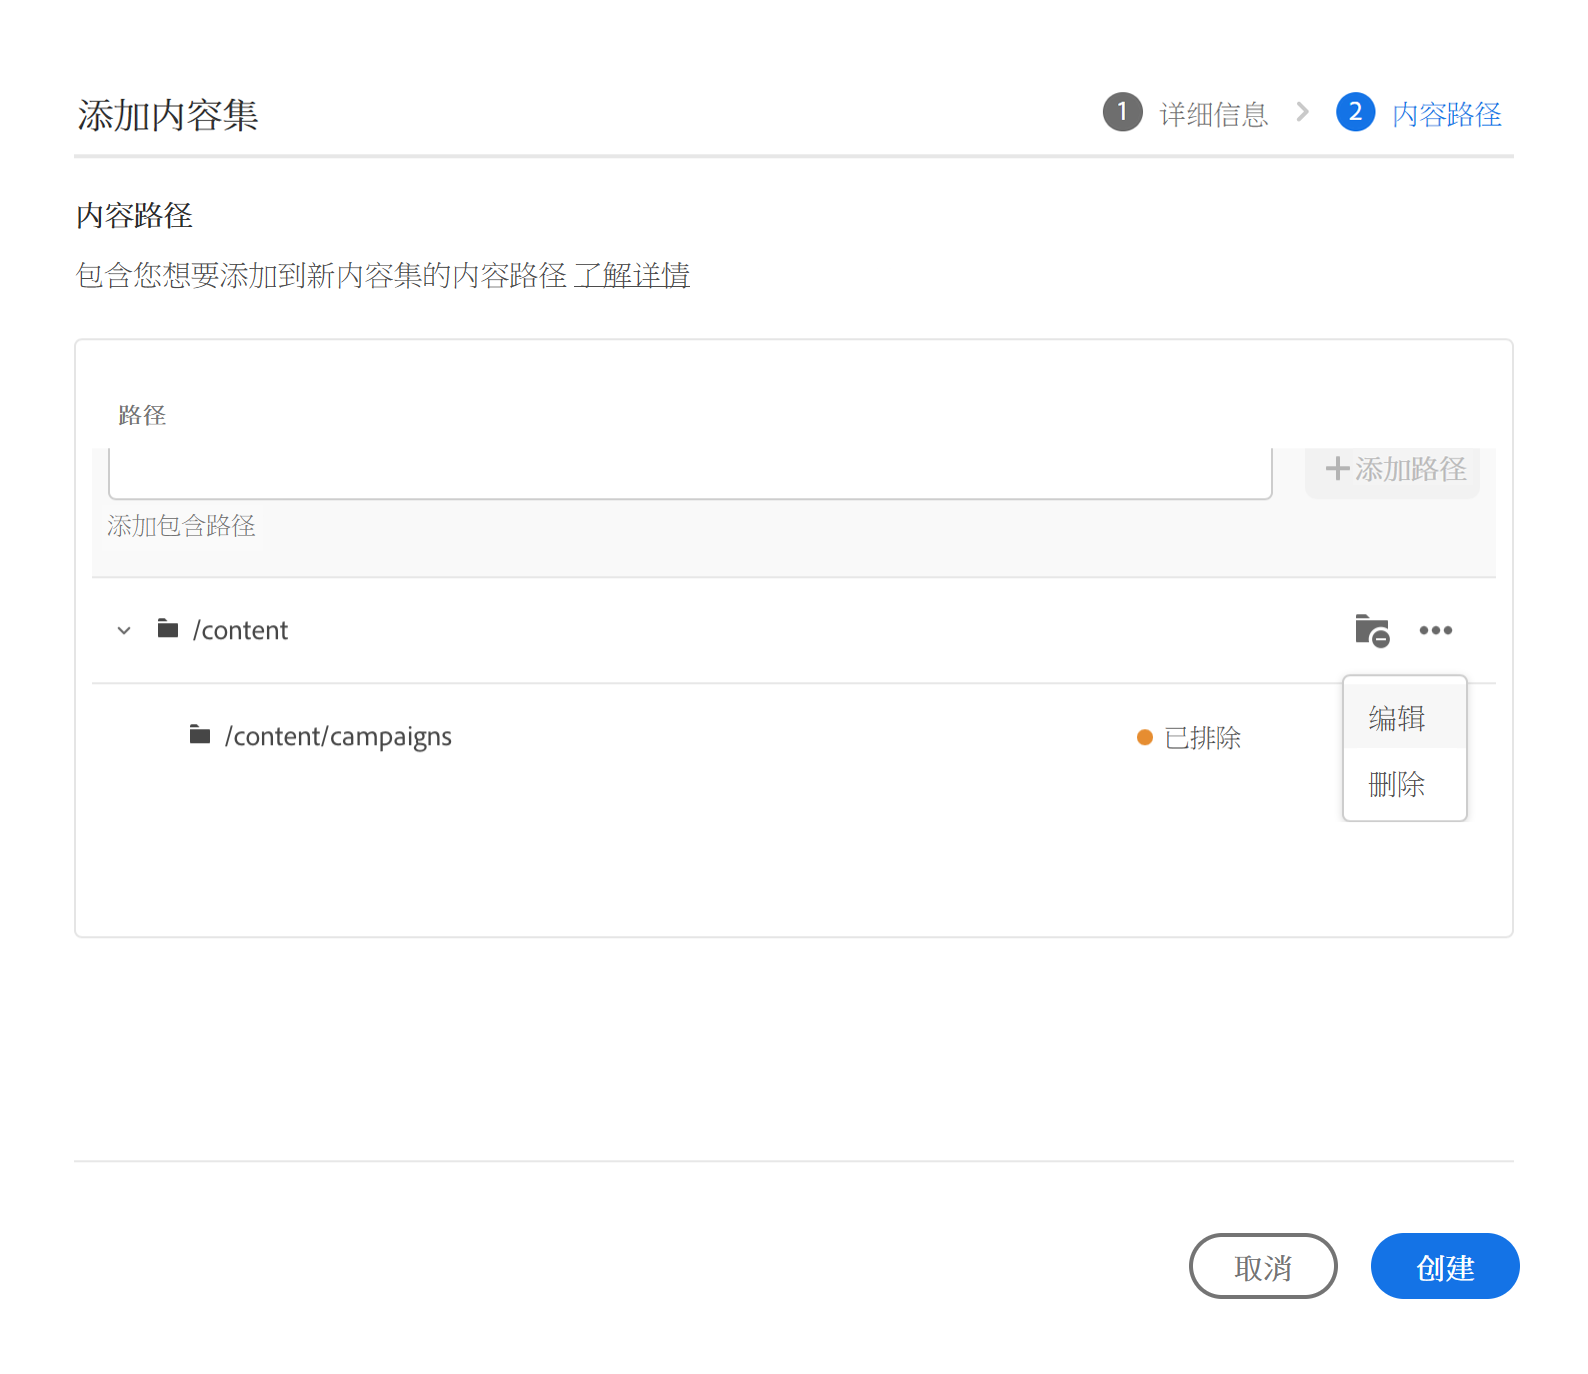 添加内容集
1 详细信息 2 内容路径
内容路径
包含您想要添加到新内容集的内容路径 了解详情
路径
添加路径
添加包含路径
/content
/content/campaigns 已排除
编辑
删除
取消 创建